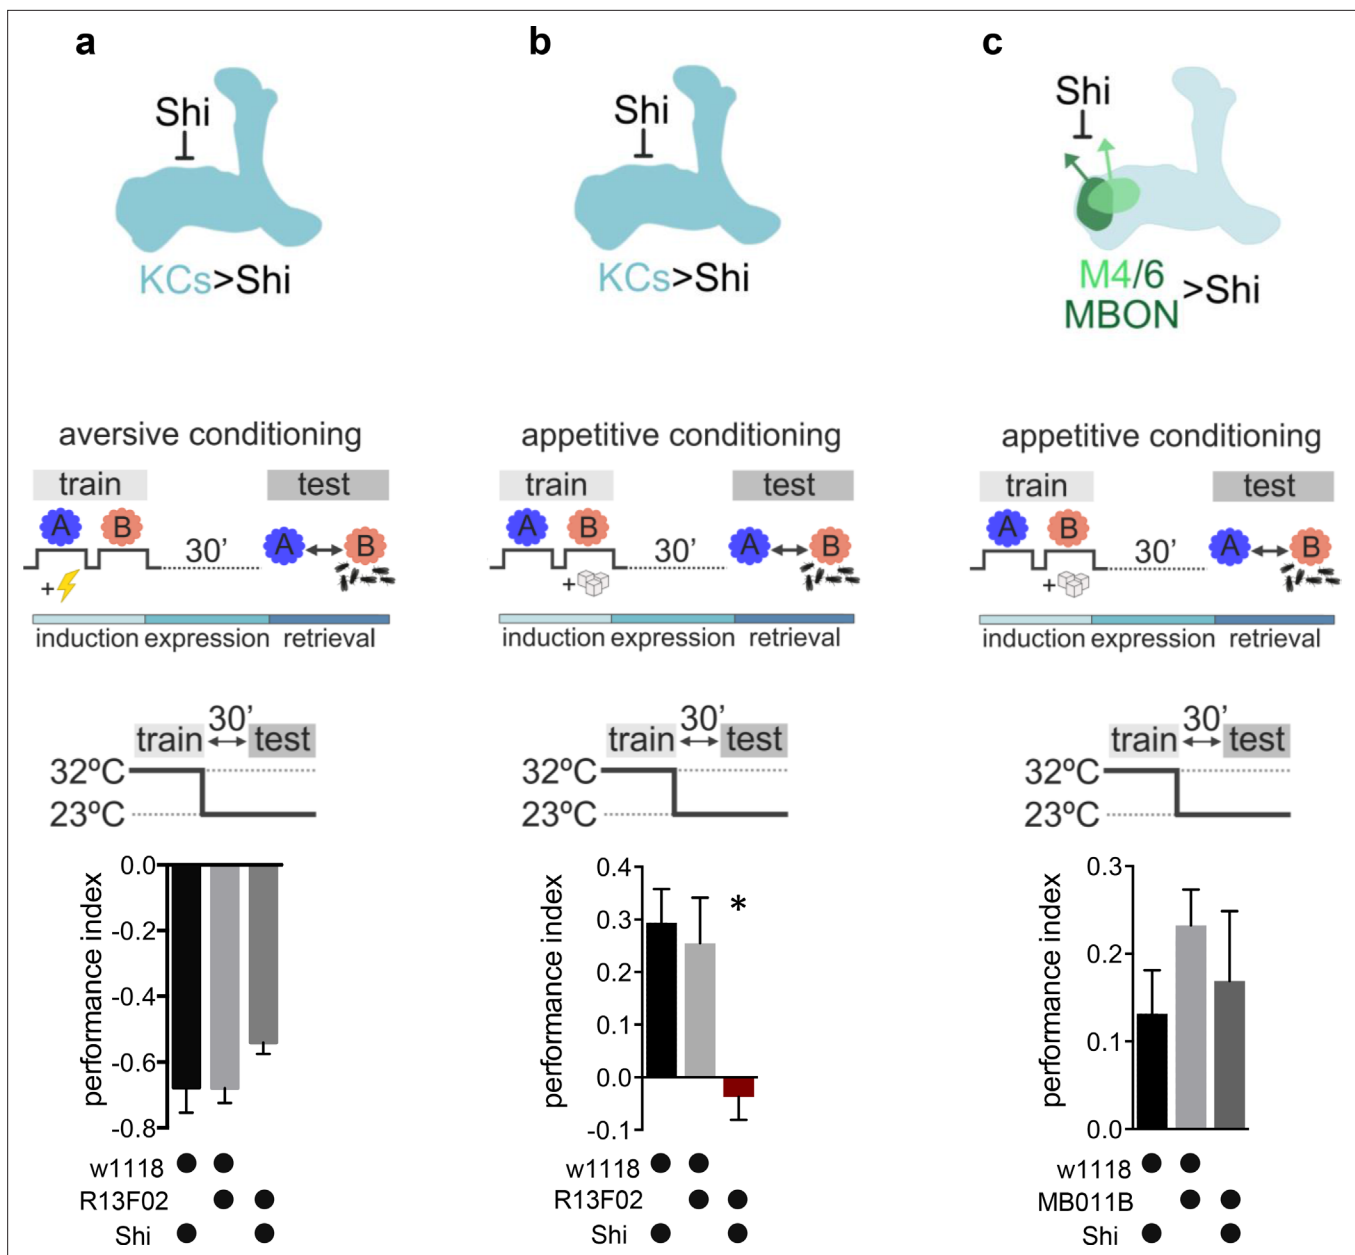 a
Shi
KCs>Shi
aversive conditioning
train
test
A
B
30'
A
B
+
induction expression retrieval
30'
train
test
32ºC
23ºC
performance index
0.0
-0.2
-0.4
-0.6
-0.8
w1118
R13F02
Shi
b
Shi
KCs>Shi
appetitive conditioning
train
test
A
B
30'
A
B
+
induction expression retrieval
30'
train
test
32ºC
23ºC
performance index
0.4
0.3
0.2
0.1
0.0
-0.1
*
w1118
R13F02
Shi
c
Shi
M4/6
MBON
>Shi
appetitive conditioning
train
test
A
B
30'
A
B
+
induction expression retrieval
30'
train
test
32ºC
23ºC
performance index
0.3
0.2
0.1
0.0
w1118
MB011B
Shi